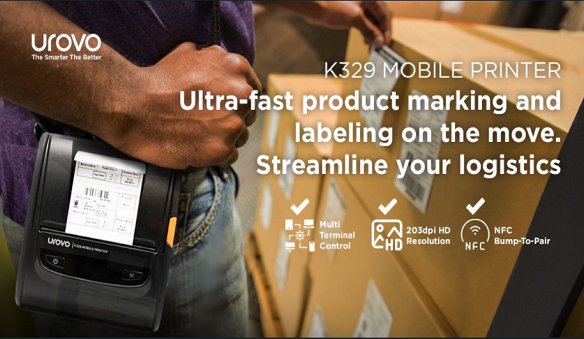 urovo
The Smarter The Better
K329 MOBILE PRINTER
Ultra-fast product marking and
labeling on the move.
Streamline your logistics
Multi
Terminal
Control
HD
203dpi HD
Resolution
NFC
NFC
Bump-To-Pair
urovo K329 MOBILE PRINTER